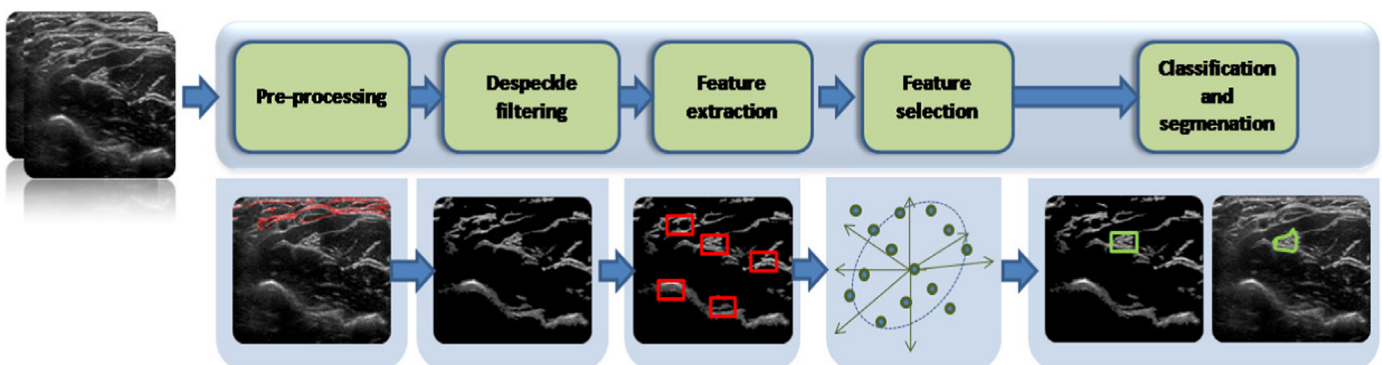 Pre-processing
Despeckle
filtering
Feature
extraction
Feature
selection
Classification
and
segmenation